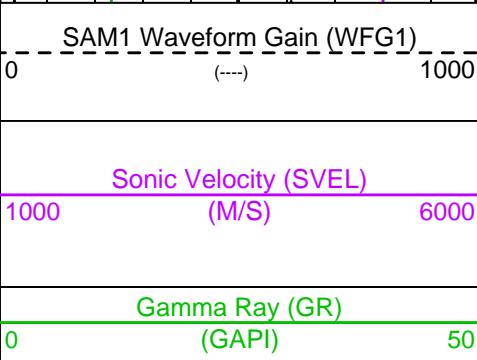 SAM1 Waveform Gain (WFG1)
0 (----) 1000
Sonic Velocity (SVEL)
1000 (M/S) 6000
Gamma Ray (GR)
0 (GAPI) 50